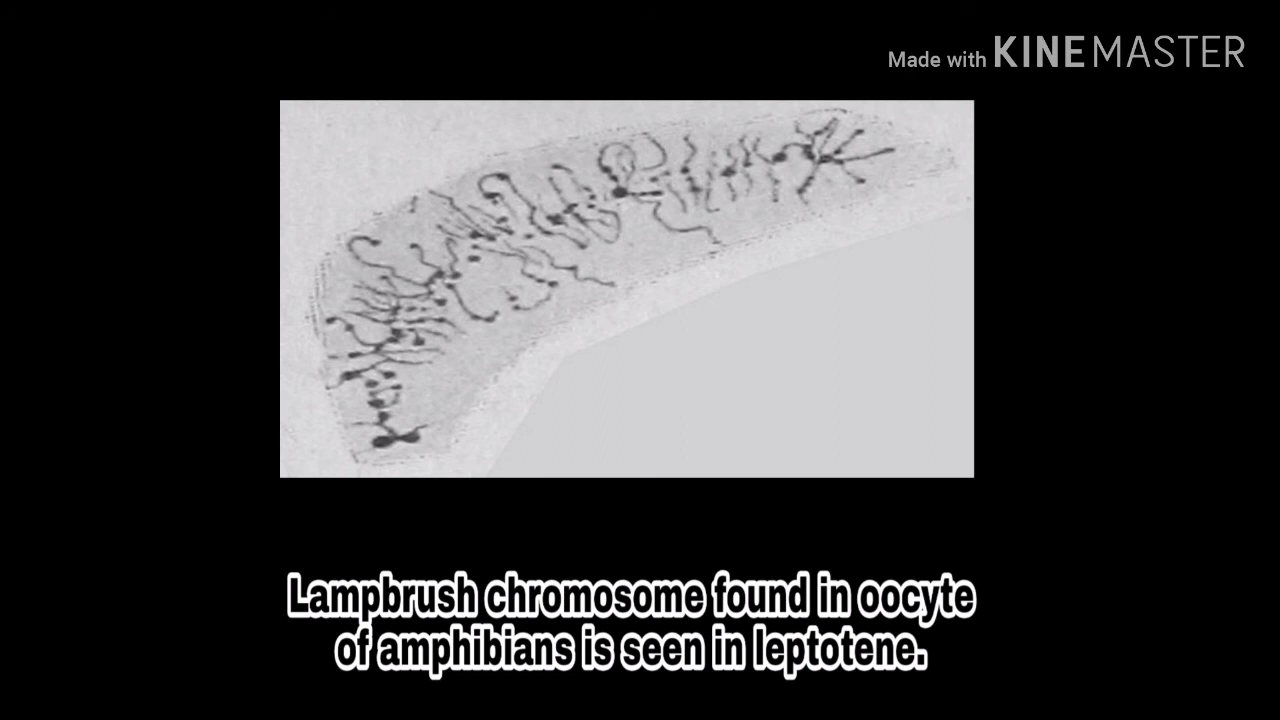 Made with KINEMASTER
Lampbrush chromosome found in oocyte
of amphibians is seen in leptotene.